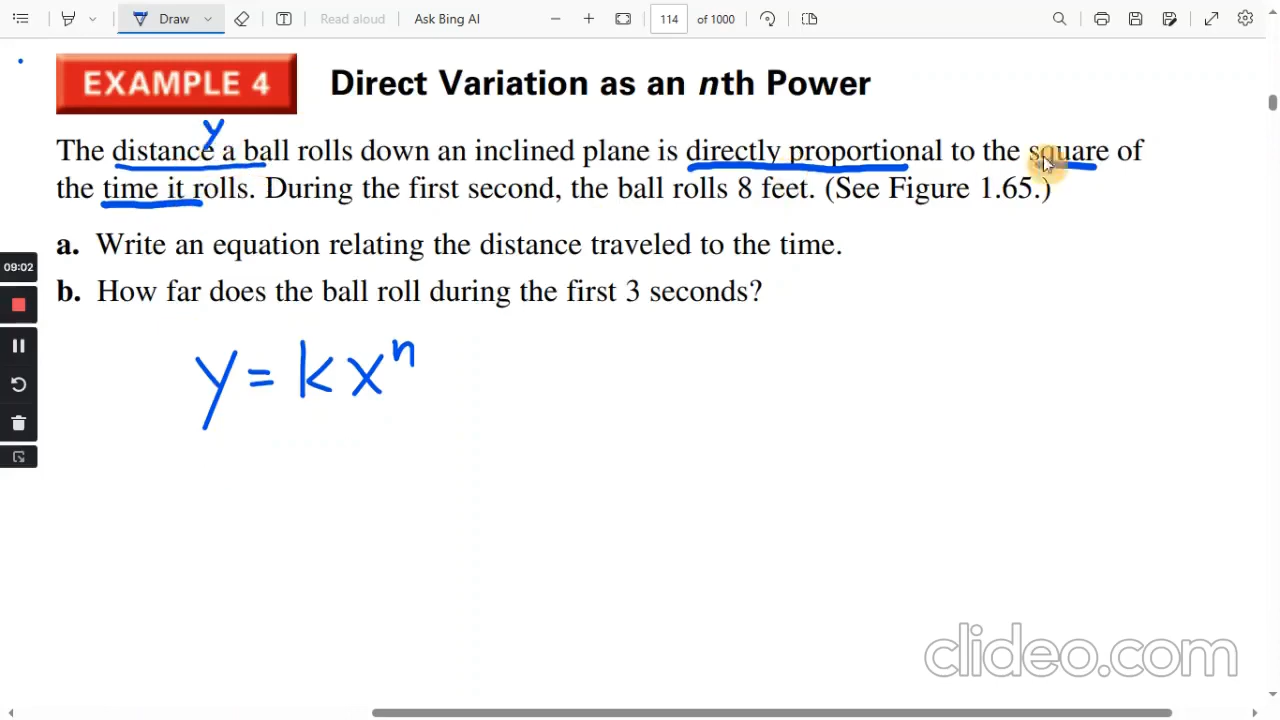 Draw Read aloud Ask Bing AI 114 of 1000
EXAMPLE 4 Direct Variation as an nth Power
y
The distance a ball rolls down an inclined plane is directly proportional to the square of
the time it rolls. During the first second, the ball rolls 8 feet. (See Figure 1.65.)
a. Write an equation relating the distance traveled to the time.
09:02
b. How far does the ball roll during the first 3 seconds?
y = k xⁿ
clideo.com